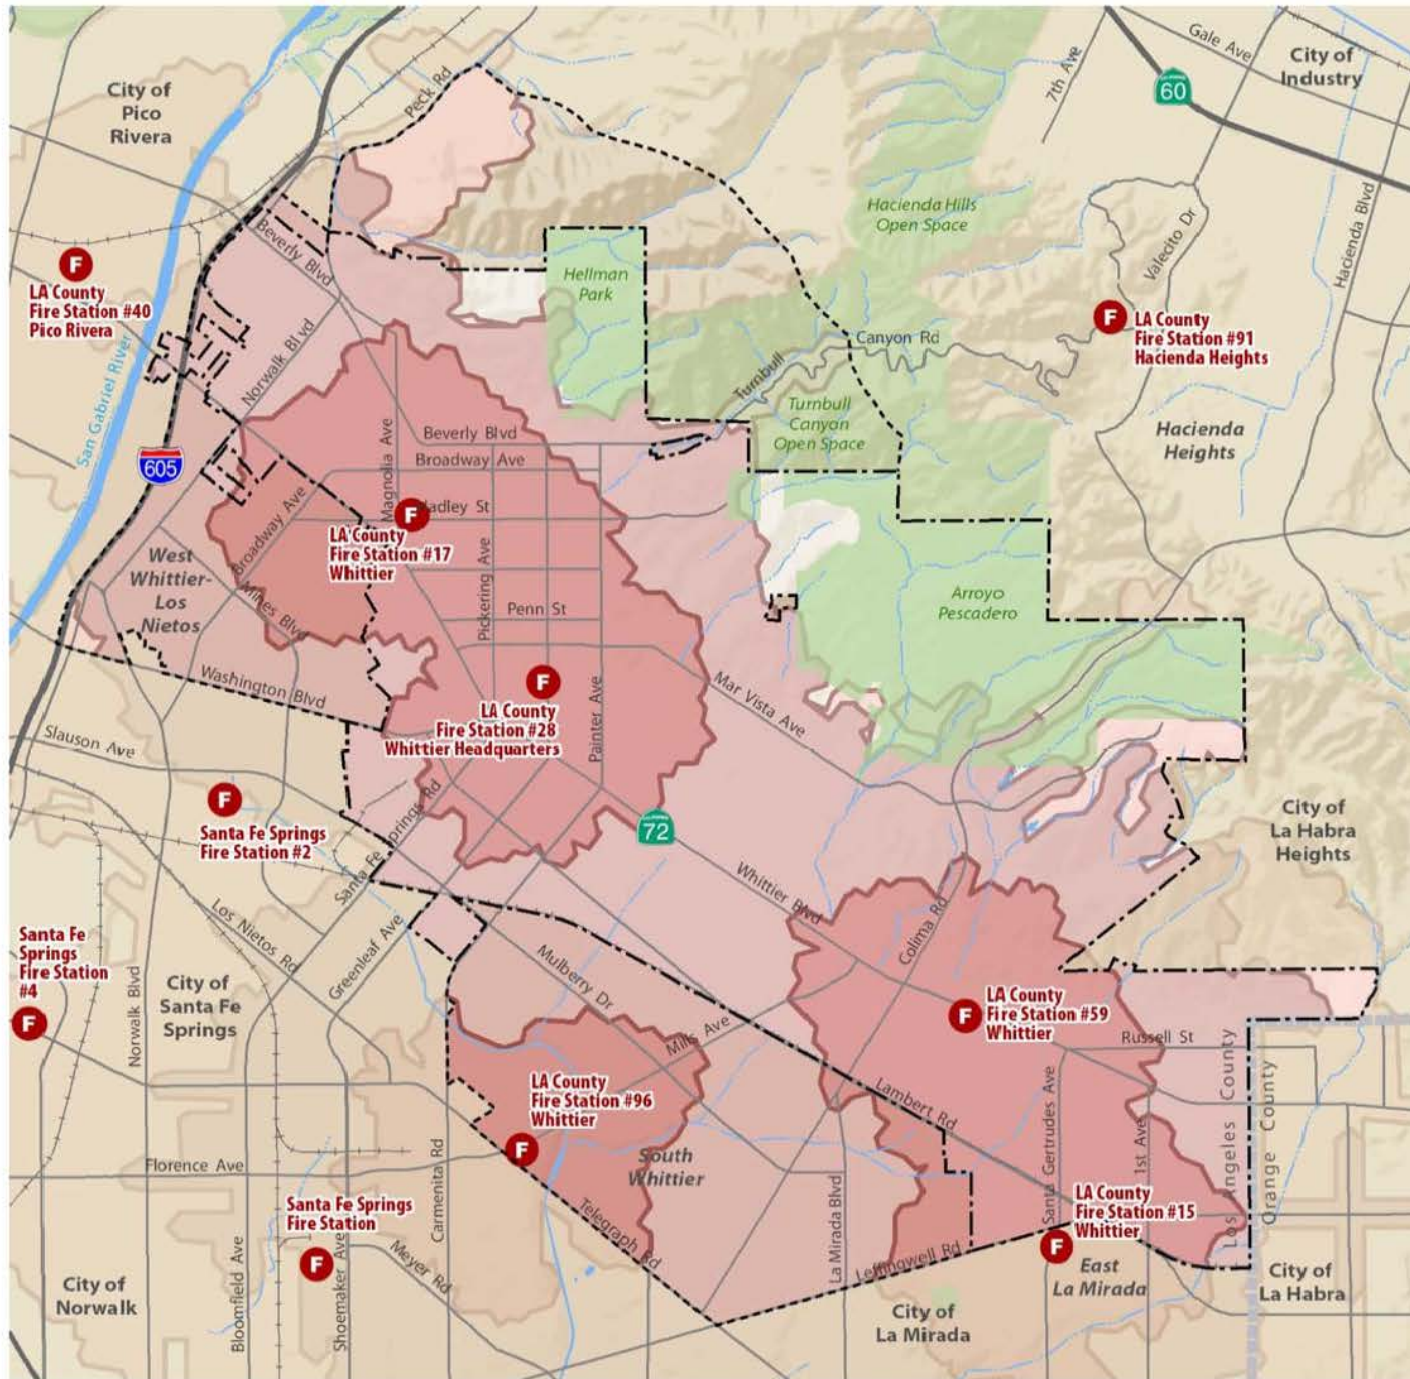 Gale Ave
City of
Industry
7th Ave
60
City of
Pico
Rivera
Peck Rd
Hacienda Hills
Open Space
Valecito Dr
Hacienda Blvd
Beverly Blvd
Hellman
Park
F
LA County
Fire Station #40
Pico Rivera
F
LA County
Fire Station #91
Hacienda Heights
Canyon Rd
Turnbull
San Gabriel River
Norwalk Blvd
Turnbull
Canyon
Open Space
Hacienda
Heights
Magnolia Ave
Beverly Blvd
Broadway Ave
605
F
Hadley St
LA County
Fire Station #17
Whittier
Broadway Ave
West
Whittier-
Los
Nietos
Mines Blvd
Pickering Ave
Penn St
Arroyo
Pescadero
Washington Blvd
F
LA County
Fire Station #28
Whittier Headquarters
Painter Ave
Mar Vista Ave
Slauson Ave
F
Santa Fe Springs
Fire Station #2
Santa Fe Springs Rd
72
City of
La Habra
Heights
Whittier Blvd
Colima Rd
Los Nietos Rd
Greenleaf Ave
Santa Fe
Springs
Fire Station
#4
F
Norwalk Blvd
City of
Santa Fe
Springs
Mulberry Dr
Mills Ave
F
LA County
Fire Station #59
Whittier
Russell St
Los Angeles County
Orange County
LA County
Fire Station #96
Whittier
F
Lambert Rd
Santa Gertrudes Ave
1st Ave
South
Whittier
Florence Ave
Carmenita Rd
Telegraph Rd
La Mirada Blvd
Leffingwell Rd
LA County
Fire Station #15
Whittier
F
East
La Mirada
Santa Fe Springs
Fire Station
F
Bloomfield Ave
Shoemaker Ave
Meyer Rd
City of
Norwalk
City of
La Mirada
City of
La Habra